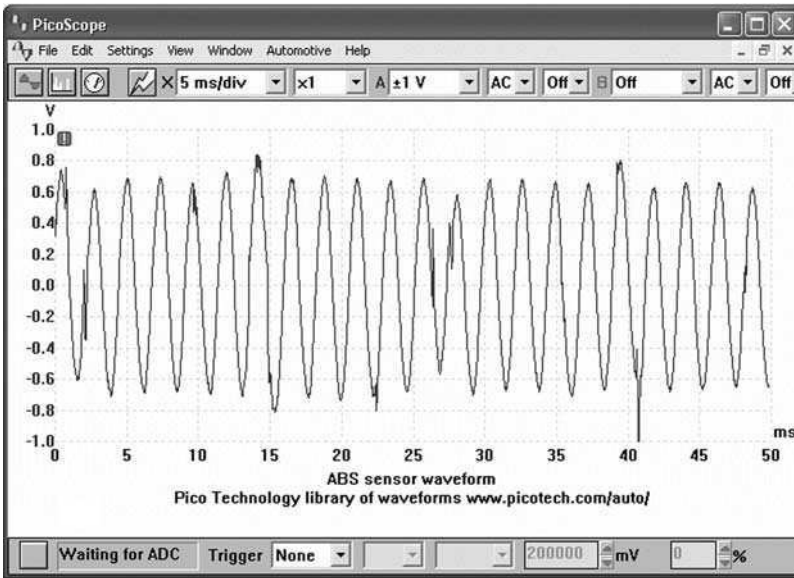 PicoScope
File Edit Settings View Window Automotive Help
X 5 ms/div x1 A ±1 V AC Off B Off AC Off
V
1.0
0.8
0.6
0.4
0.2
0.0
-0.2
-0.4
-0.6
-0.8
-1.0
ms
0 5 10 15 20 25 30 35 40 45 50
ABS sensor waveform
Pico Technology library of waveforms www.picotech.com/auto/
Waiting for ADC Trigger None 200000 mV 0 %